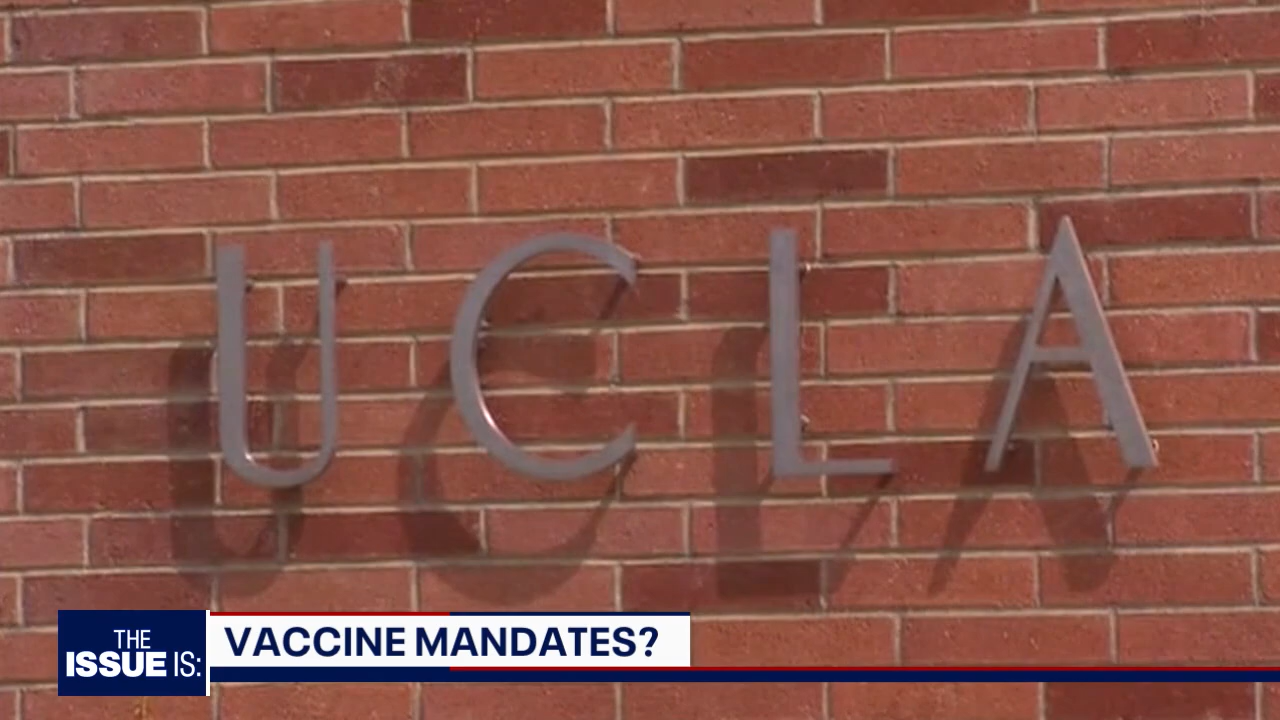 UCLA
THE
ISSUE IS:
VACCINE MANDATES?